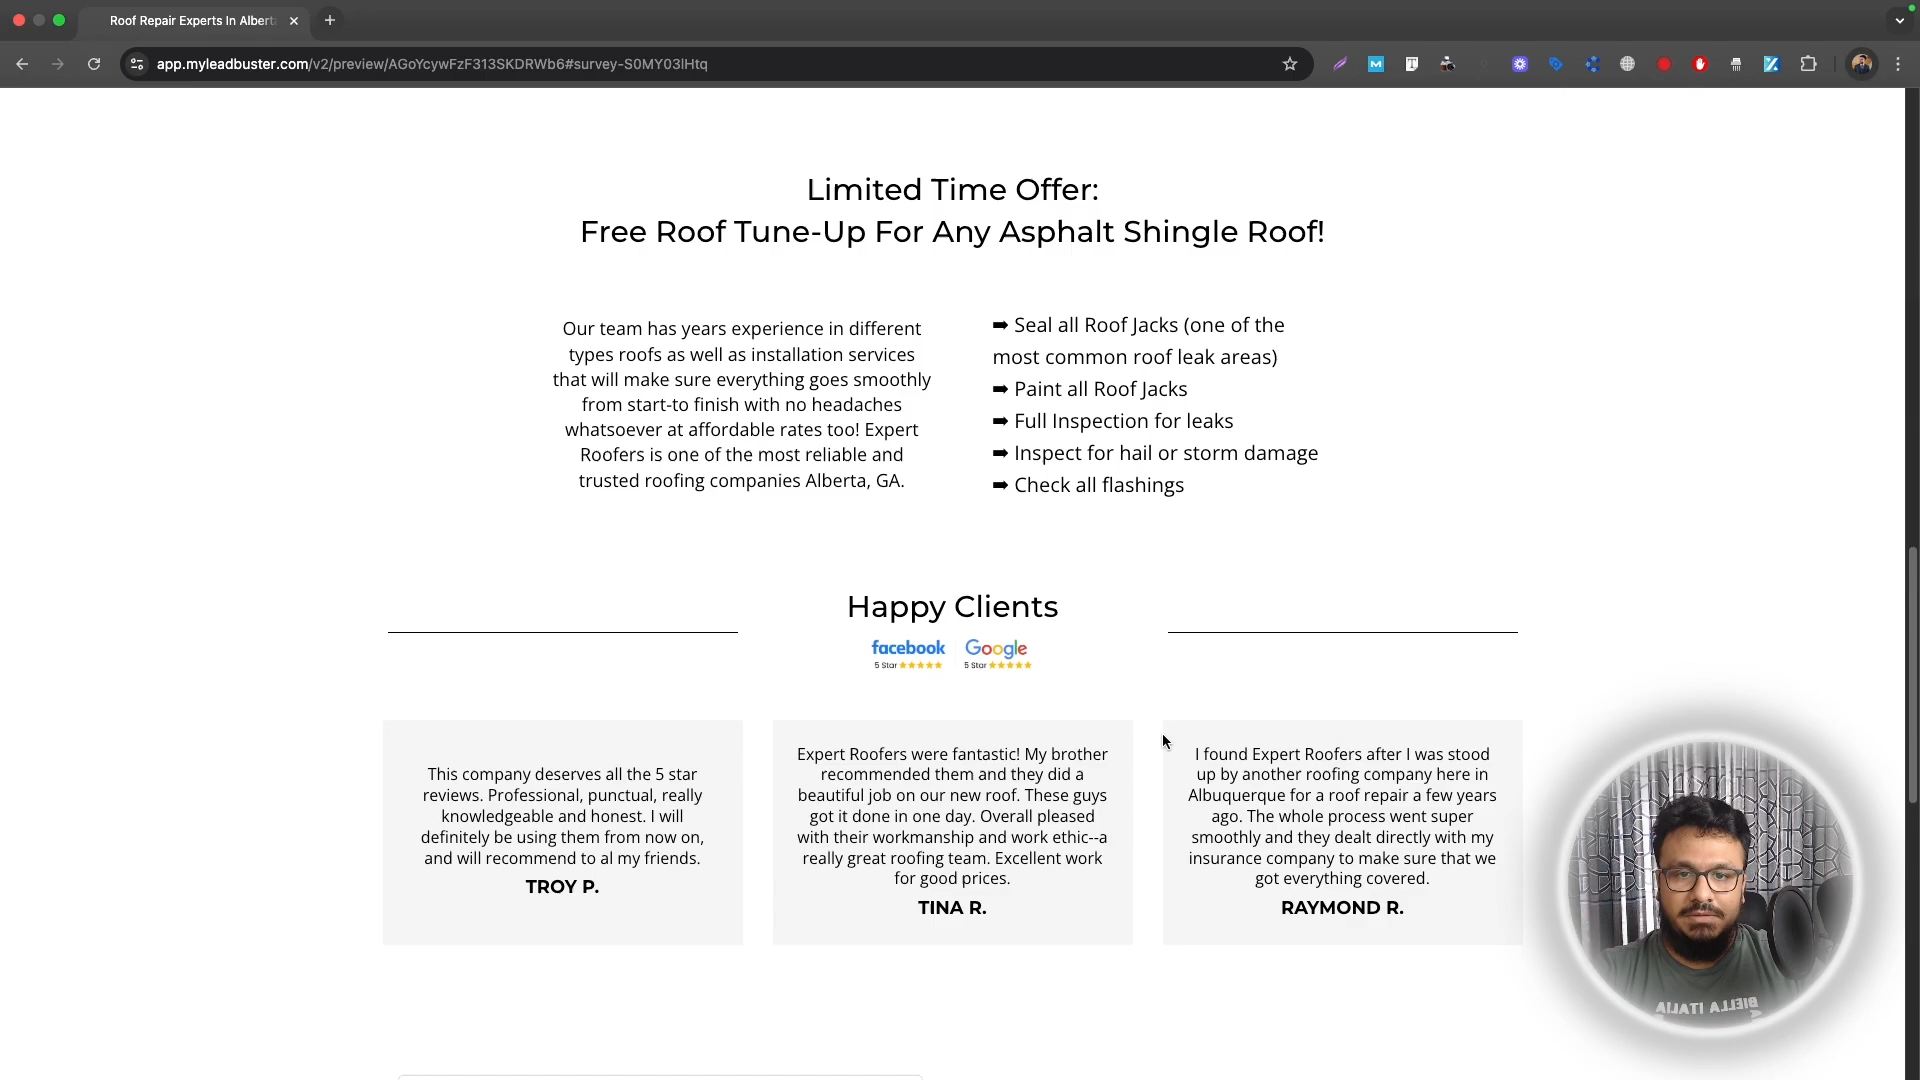 Roof Repair Experts In Albert
app.myleadbuster.com/v2/preview/AGoYcywFzF313SKDRWb6#survey-S0MY03lHtq
Limited Time Offer:
Free Roof Tune-Up For Any Asphalt Shingle Roof!
Our team has years experience in different
types roofs as well as installation services
that will make sure everything goes smoothly
from start-to finish with no headaches
whatsoever at affordable rates too! Expert
Roofers is one of the most reliable and
trusted roofing companies Alberta, GA.
➡ Seal all Roof Jacks (one of the
most common roof leak areas)
➡ Paint all Roof Jacks
➡ Full Inspection for leaks
➡ Inspect for hail or storm damage
➡ Check all flashings
Happy Clients
facebook
5 Star ★★★★★
Google
5 Star ★★★★★
This company deserves all the 5 star
reviews. Professional, punctual, really
knowledgeable and honest. I will
definitely be using them from now on,
and will recommend to al my friends.
TROY P.
Expert Roofers were fantastic! My brother
recommended them and they did a
beautiful job on our new roof. These guys
got it done in one day. Overall pleased
with their workmanship and work ethic--a
really great roofing team. Excellent work
for good prices.
TINA R.
I found Expert Roofers after I was stood
up by another roofing company here in
Albuquerque for a roof repair a few years
ago. The whole process went super
smoothly and they dealt directly with my
insurance company to make sure that we
got everything covered.
RAYMOND R.
BIELLA ITALIA